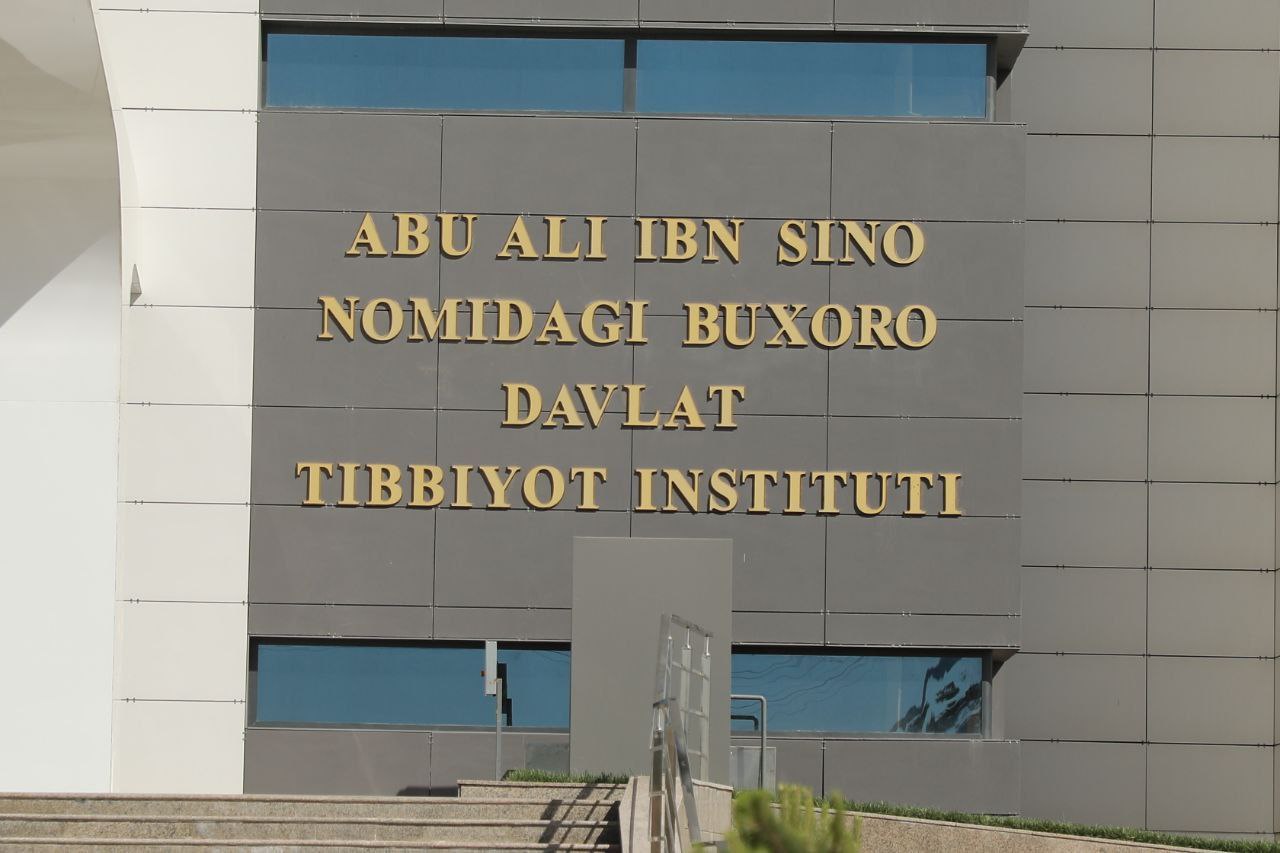 ABU ALI IBN SINO
NOMIDAGI BUXORO
DAVLAT
TIBBIYOT INSTITUTI